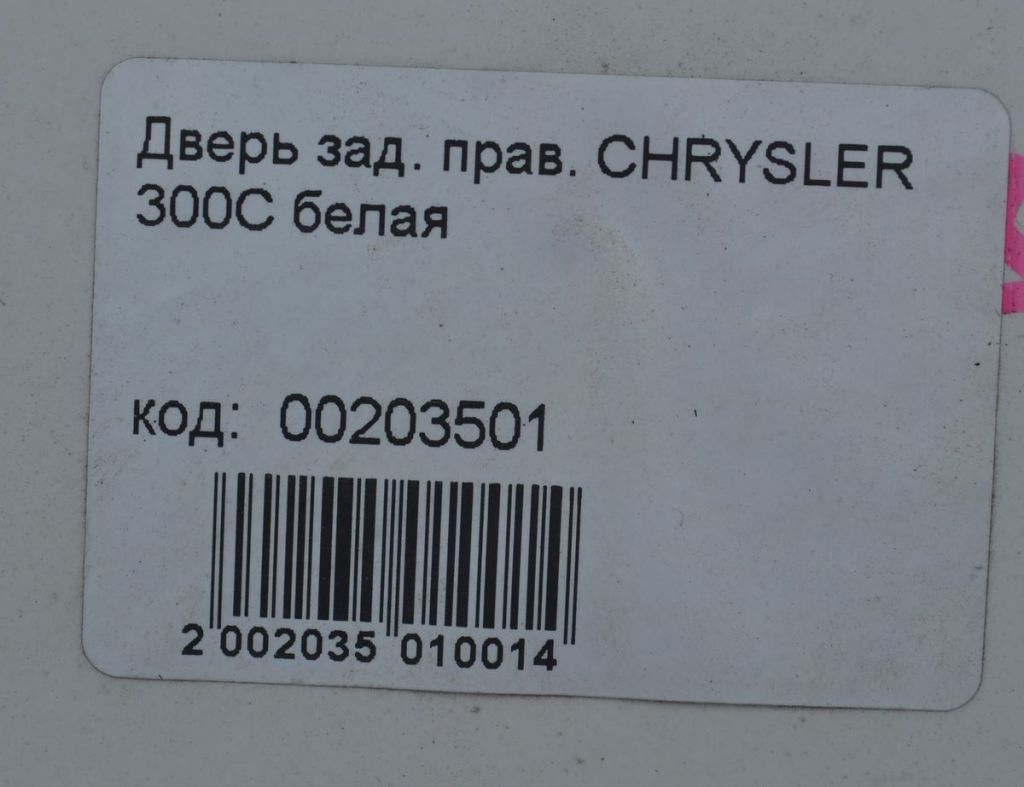 Дверь зад. прав. CHRYSLER
300C белая
код: 00203501
2 002035 010014